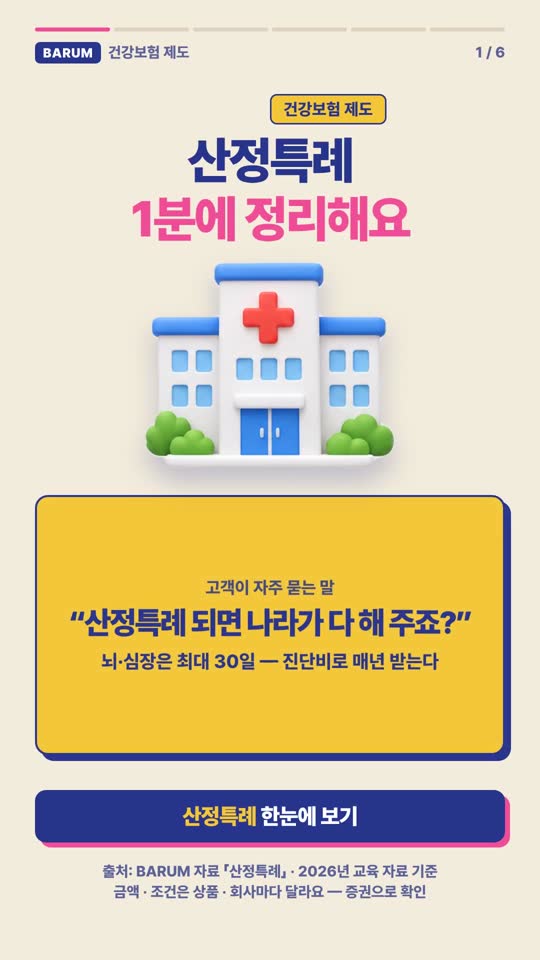 BARUM 건강보험 제도 1 / 6
건강보험 제도
산정특례
1분에 정리해요
고객이 자주 묻는 말
“산정특례 되면 나라가 다 해 주죠?”
뇌·심장은 최대 30일 — 진단비로 매년 받는다
산정특례 한눈에 보기
출처: BARUM 자료 「산정특례」 · 2026년 교육 자료 기준
금액 · 조건은 상품 · 회사마다 달라요 — 증권으로 확인